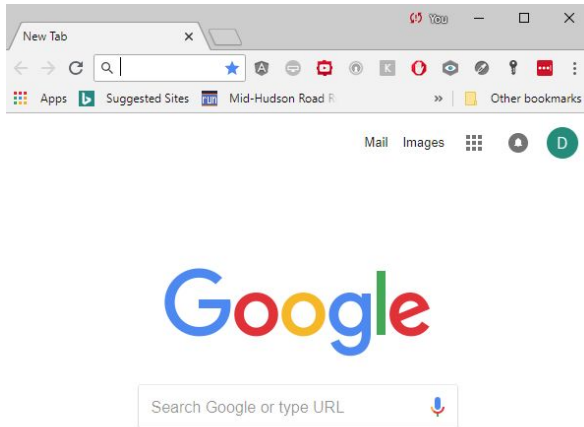 You
New Tab
Apps Suggested Sites run Mid-Hudson Road R » Other bookmarks
Mail Images D
Google
Search Google or type URL